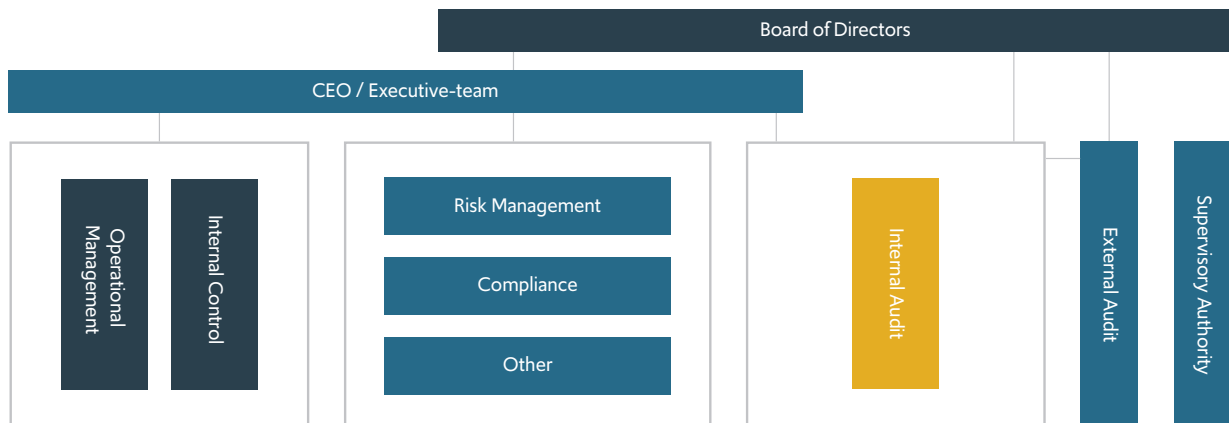 Board of Directors
CEO / Executive-team
Operational
Management
Internal Control
Risk Management
Compliance
Other
Internal Audit
External Audit
Supervisory Authority